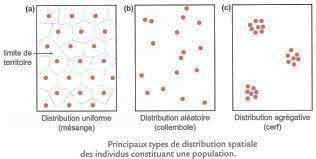 (a)
(b)
(c)
limite de
territoire
Distribution uniforme
(mésange)
Distribution aléatoire
(collembole)
Distribution agrégative
(cerf)
Principaux types de distribution spatiale
des individus constituant une population.